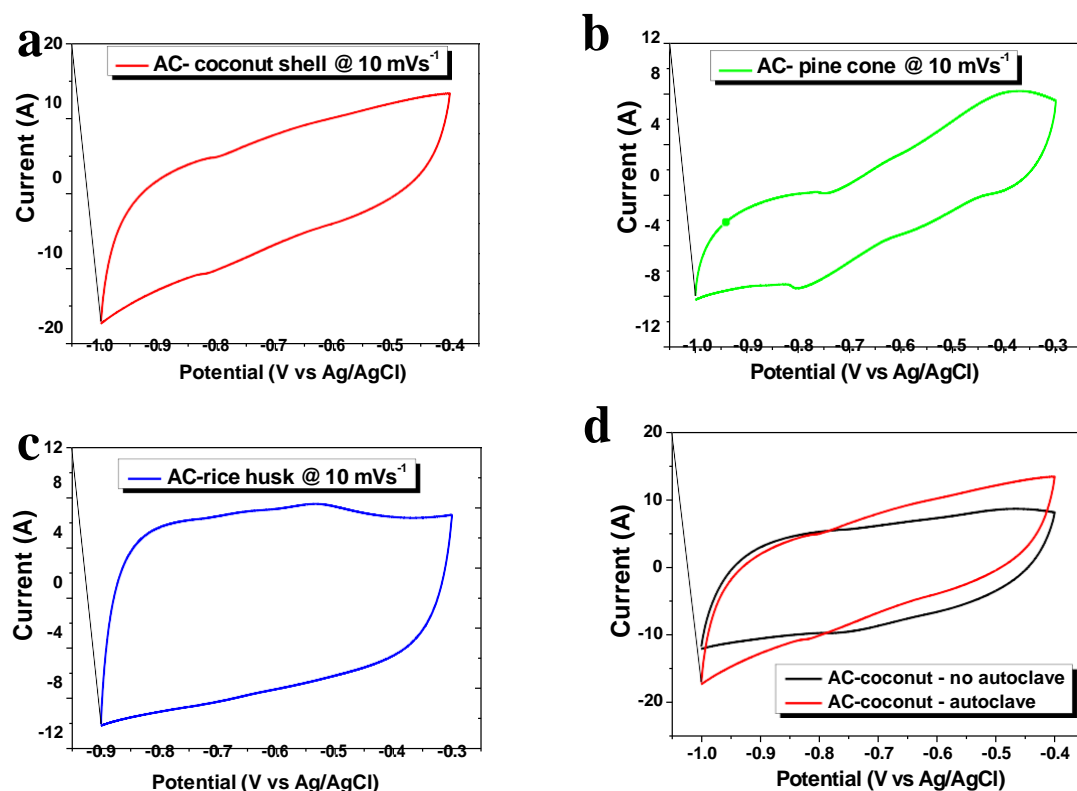 a
AC- coconut shell @ 10 mVs-1
Current (A)
20
10
0
-10
-20
-1.0 -0.9 -0.8 -0.7 -0.6 -0.5 -0.4
Potential (V vs Ag/AgCl)
b
AC- pine cone @ 10 mVs-1
Current (A)
12
8
4
0
-4
-8
-12
-1.0 -0.9 -0.8 -0.7 -0.6 -0.5 -0.4 -0.3
Potential (V vs Ag/AgCl)
c
AC-rice husk @ 10 mVs-1
Current (A)
12
8
4
0
-4
-8
-12
-0.9 -0.8 -0.7 -0.6 -0.5 -0.4 -0.3
Potential (V vs Ag/AgCl)
d
Current (A)
20
10
0
-10
-20
AC-coconut - no autoclave
AC-coconut - autoclave
-1.0 -0.9 -0.8 -0.7 -0.6 -0.5 -0.4
Potential (V vs Ag/AgCl)